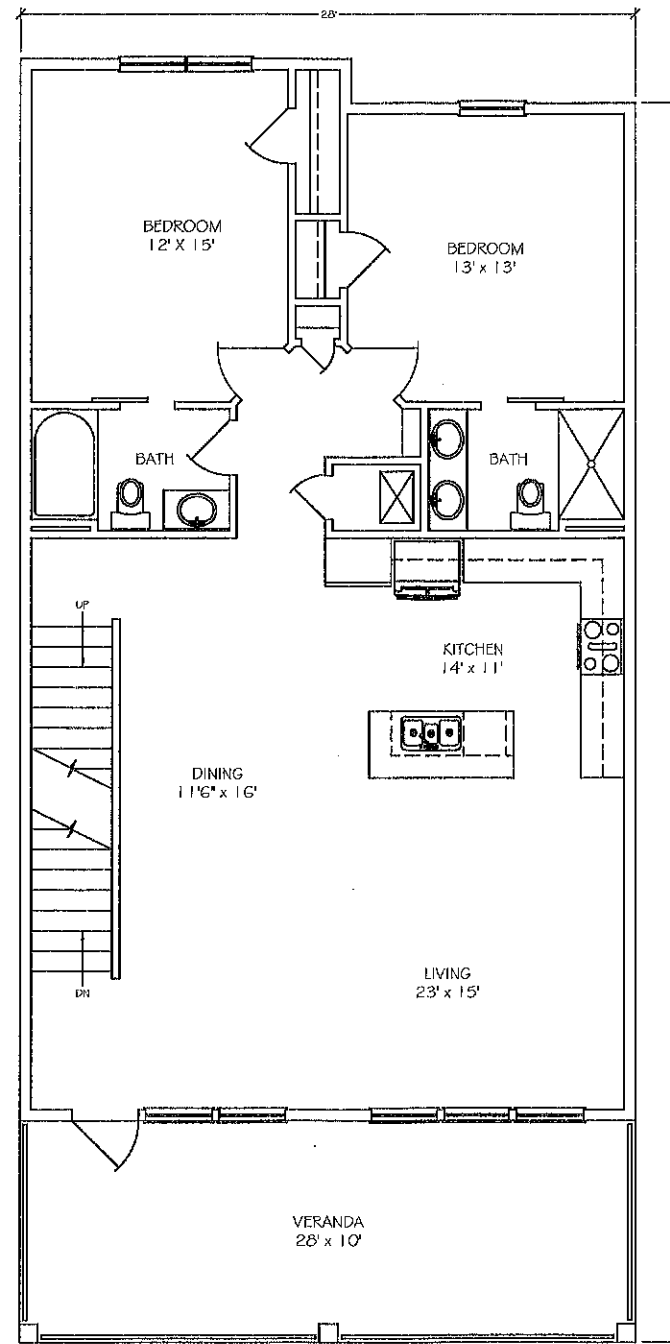 28'
BEDROOM
12' X 15'
BEDROOM
13' x 13'
BATH
BATH
UP
KITCHEN
14' x 11'
DINING
11'6" x 16'
LIVING
23' x 15'
DN
VERANDA
28' x 10'